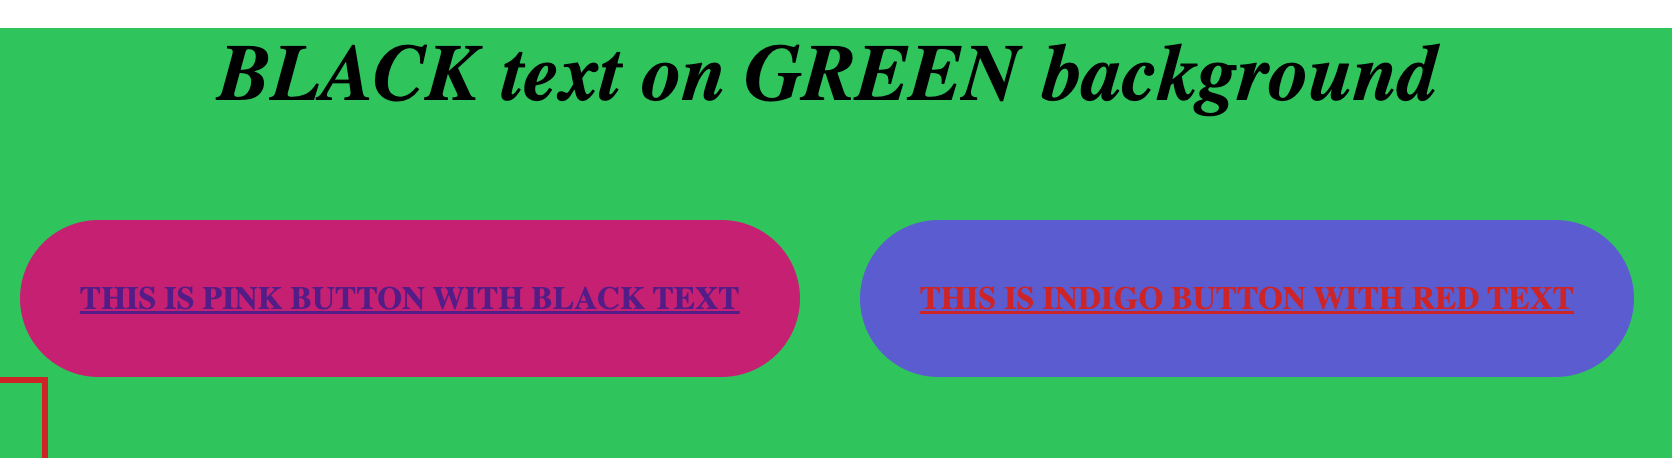 BLACK text on GREEN background
THIS IS PINK BUTTON WITH BLACK TEXT
THIS IS INDIGO BUTTON WITH RED TEXT